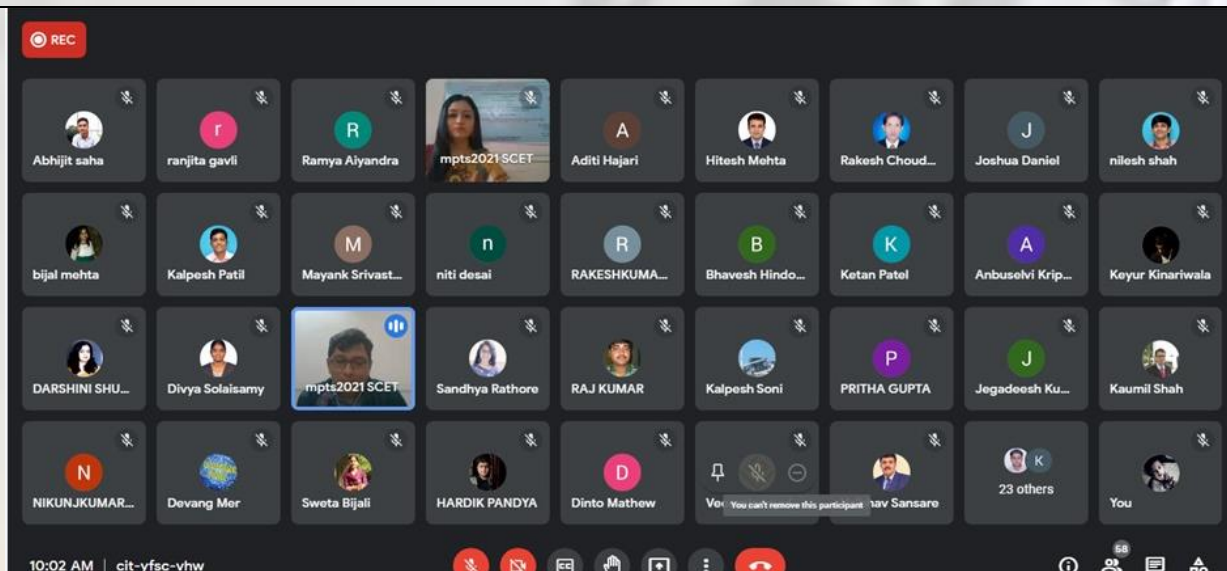 REC
Abhijit saha
r
ranjita gavli
R
Ramya Aiyandra
mpts2021 SCET
A
Aditi Hajari
Hitesh Mehta
Rakesh Choud...
J
Joshua Daniel
nilesh shah
bijal mehta
Kalpesh Patil
M
Mayank Srivast...
n
niti desai
R
RAKESHKUMA...
B
Bhavesh Hindo...
K
Ketan Patel
A
Anbuselvi Krip...
Keyur Kinariwala
DARSHINI SHU...
Divya Solaisamy
mpts2021 SCET
Sandhya Rathore
RAJ KUMAR
Kalpesh Soni
P
PRITHA GUPTA
J
Jegadeesh Ku...
Kaumil Shah
N
NIKUNJKUMAR...
Devang Mer
Sweta Bijali
HARDIK PANDYA
D
Dinto Mathew
You can't remove this participant
Sansare
K
23 others
You
10:02 AM | cit-yfsc-vhw
CC
58